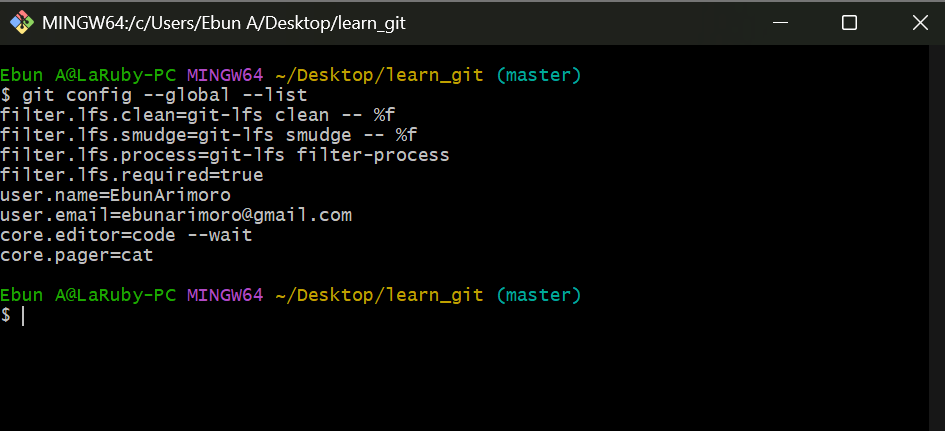 MINGW64:/c/Users/Ebun A/Desktop/learn_git
Ebun A@LaRuby-PC MINGW64 ~/Desktop/learn_git (master)
$ git config --global --list
filter.lfs.clean=git-lfs clean -- %f
filter.lfs.smudge=git-lfs smudge -- %f
filter.lfs.process=git-lfs filter-process
filter.lfs.required=true
user.name=EbunArimoro
user.email=ebunarimoro@gmail.com
core.editor=code --wait
core.pager=cat
Ebun A@LaRuby-PC MINGW64 ~/Desktop/learn_git (master)
$